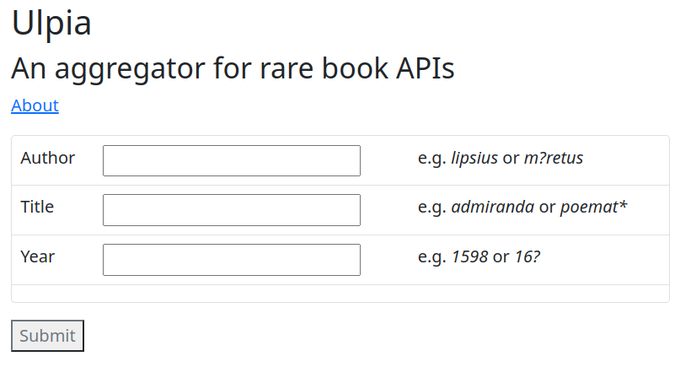 Ulpia
An aggregator for rare book APIs
About
Author e.g. lipsius or m?retus
Title e.g. admiranda or poemat*
Year e.g. 1598 or 16?
Submit